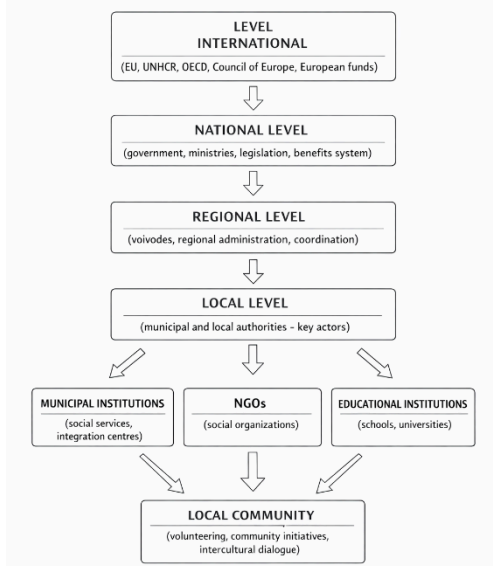 LEVEL
INTERNATIONAL
(EU, UNHCR, OECD, Council of Europe, European funds)
NATIONAL LEVEL
(government, ministries, legislation, benefits system)
REGIONAL LEVEL
(voivodes, regional administration, coordination)
LOCAL LEVEL
(municipal and local authorities – key actors)
MUNICIPAL INSTITUTIONS
(social services,
integration centres)
NGOs
(social organizations)
EDUCATIONAL INSTITUTIONS
(schools, universities)
LOCAL COMMUNITY
(volunteering, community initiatives,
intercultural dialogue)